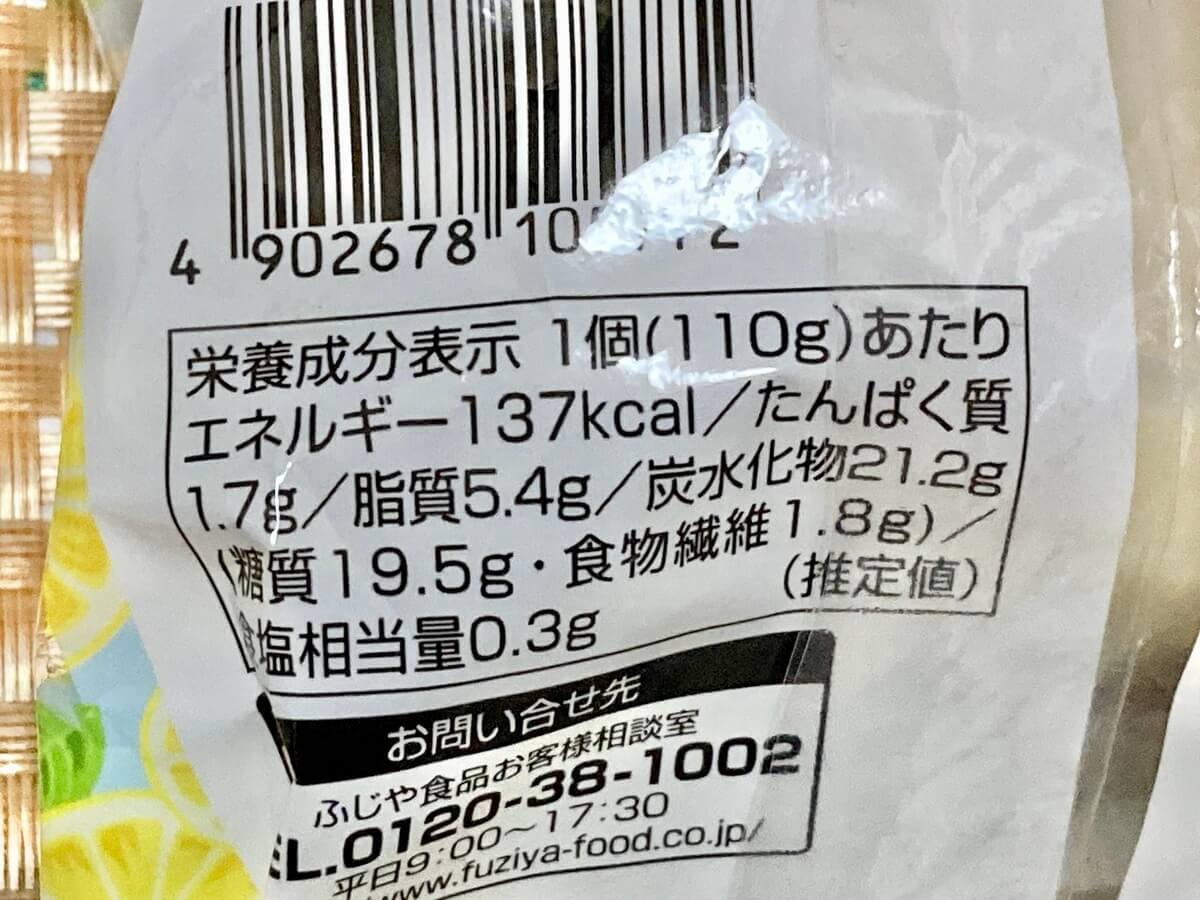 4 902678 10
栄養成分表示 1個(110g)あたり
エネルギー137kcal/たんぱく質
1.7g/脂質5.4g/炭水化物21.2g
(糖質19.5g・食物繊維1.8g)/
食塩相当量0.3g (推定値)
お問い合せ先
ふじや食品お客様相談室
EL.0120-38-1002
平日9:00~17:30
www.fuziya-food.co.jp/